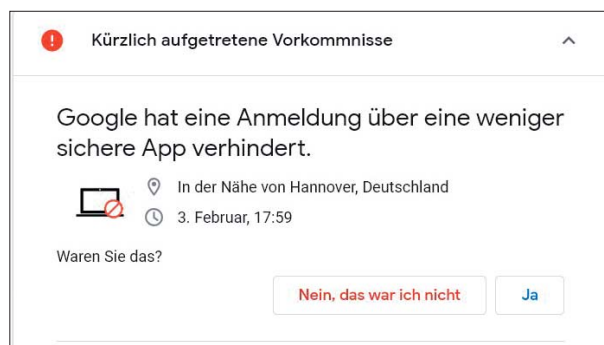 Kürzlich aufgetretene Vorkommnisse
Google hat eine Anmeldung über eine weniger
sichere App verhindert.
In der Nähe von Hannover, Deutschland
3. Februar, 17:59
Waren Sie das?
Nein, das war ich nicht
Ja